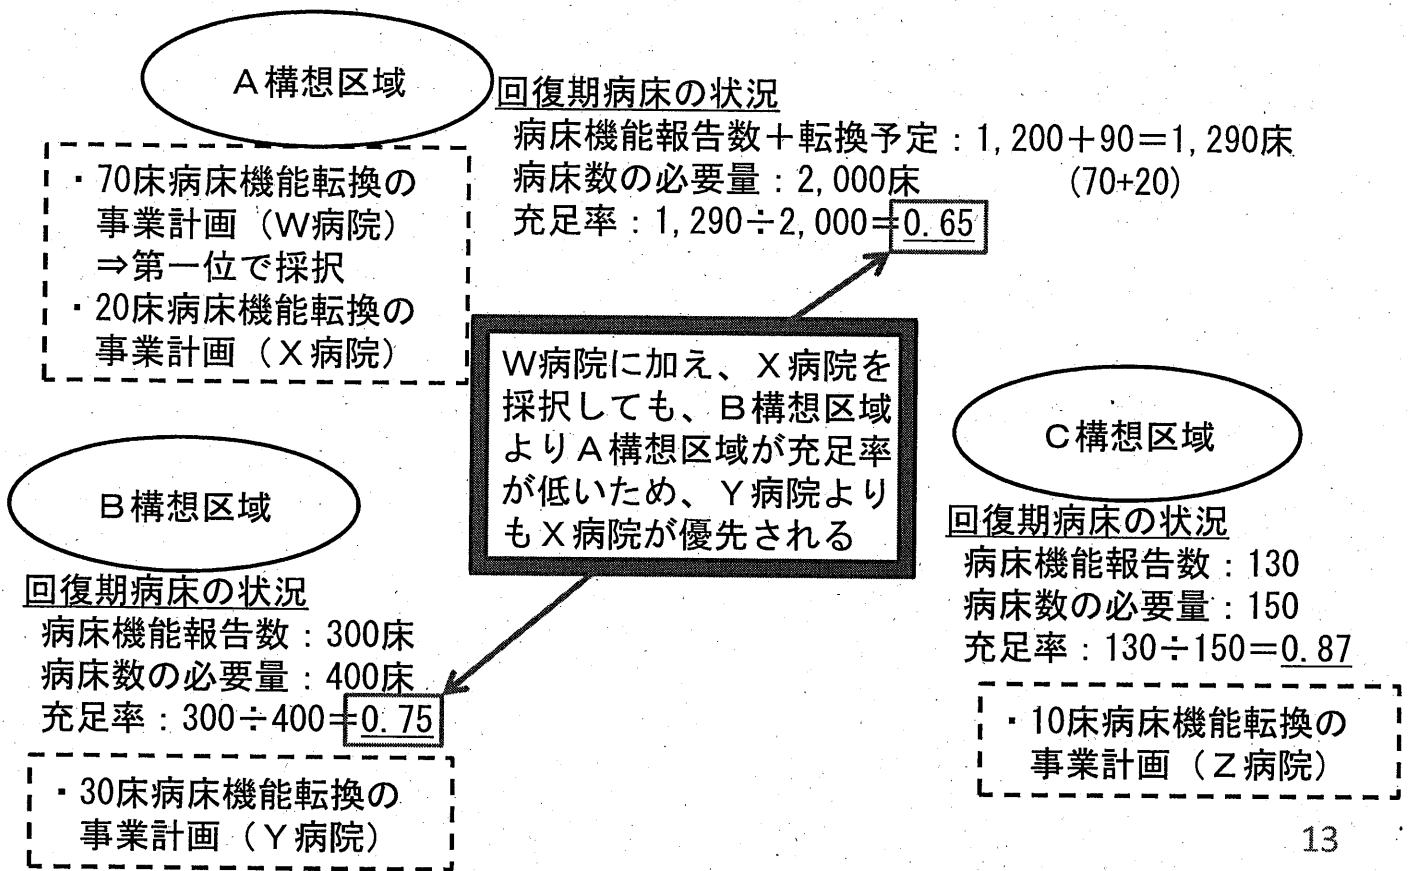 A構想区域
回復期病床の状況
病床機能報告数＋転換予定：1,200＋90＝1,290床
病床数の必要量：2,000床 (70+20)
充足率：1,290÷2,000＝0.65
・70床病床機能転換の
事業計画（W病院）
⇒第一位で採択
・20床病床機能転換の
事業計画（X病院）
W病院に加え、X病院を
採択しても、B構想区域
よりA構想区域が充足率
が低いため、Y病院より
もX病院が優先される
B構想区域
回復期病床の状況
病床機能報告数：300床
病床数の必要量：400床
充足率：300÷400＝0.75
・30床病床機能転換の
事業計画（Y病院）
C構想区域
回復期病床の状況
病床機能報告数：130
病床数の必要量：150
充足率：130÷150＝0.87
・10床病床機能転換の
事業計画（Z病院）
13